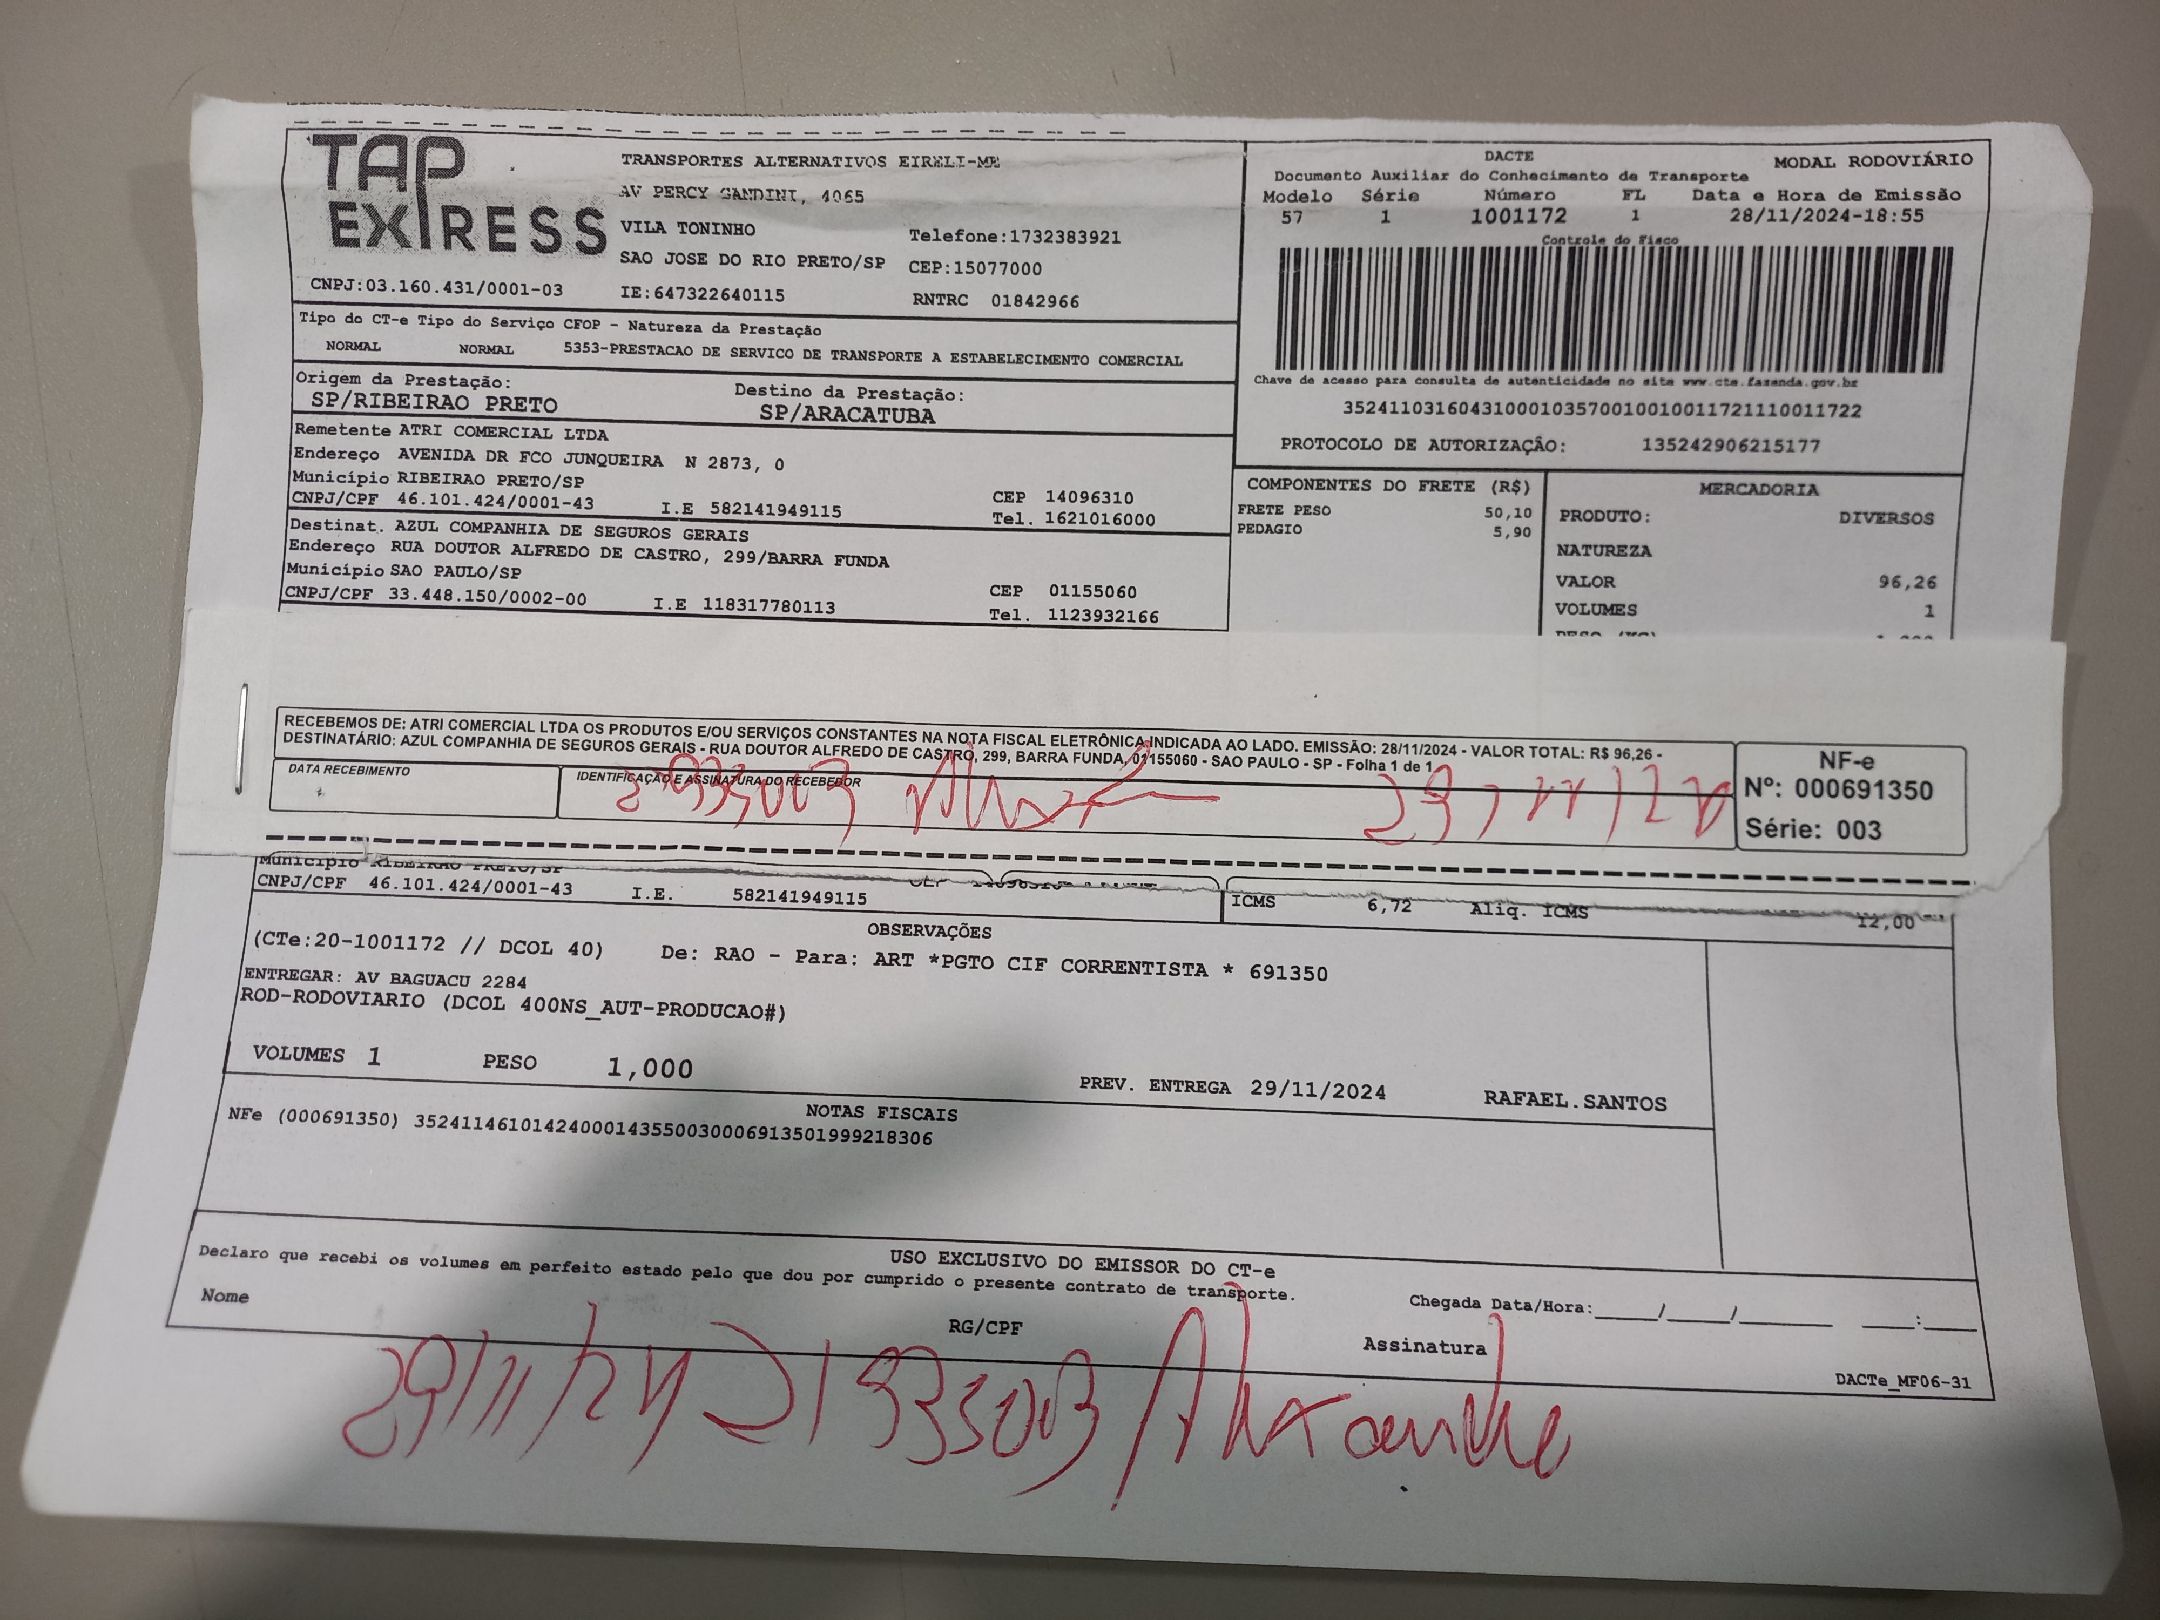 TAP EXPRESS
TRANSPORTES ALTERNATIVOS EIRELI-ME
AV PERCY GANDINI, 4065
VILA TONINHO Telefone:1732383921
SAO JOSE DO RIO PRETO/SP CEP:15077000
CNPJ:03.160.431/0001-03 IE:647322640115 RNTRC 01842966
DACTE MODAL RODOVIÁRIO
Documento Auxiliar do Conhecimento de Transporte
Modelo Série Número FL Data e Hora de Emissão
57 1 1001172 1 28/11/2024-18:55
Controle do Fisco
Chave de acesso para consulta de autenticidade no site www.cte.fazenda.gov.br
35241103160431000103570010010011721110011722
PROTOCOLO DE AUTORIZAÇÃO: 135242906215177
Tipo do CT-e Tipo do Serviço CFOP - Natureza da Prestação
NORMAL NORMAL 5353-PRESTACAO DE SERVICO DE TRANSPORTE A ESTABELECIMENTO COMERCIAL
Origem da Prestação: Destino da Prestação:
SP/RIBEIRAO PRETO SP/ARACATUBA
Remetente ATRI COMERCIAL LTDA
Endereço AVENIDA DR FCO JUNQUEIRA N 2873, 0
Município RIBEIRAO PRETO/SP CEP 14096310
CNPJ/CPF 46.101.424/0001-43 I.E 582141949115 Tel. 1621016000
Destinat. AZUL COMPANHIA DE SEGUROS GERAIS
Endereço RUA DOUTOR ALFREDO DE CASTRO, 299/BARRA FUNDA
Município SAO PAULO/SP CEP 01155060
CNPJ/CPF 33.448.150/0002-00 I.E 118317780113 Tel. 1123932166
COMPONENTES DO FRETE (R$)
FRETE PESO 50,10
PEDAGIO 5,90
MERCADORIA
PRODUTO: DIVERSOS
NATUREZA
VALOR 96,26
VOLUMES 1
RECEBEMOS DE: ATRI COMERCIAL LTDA OS PRODUTOS E/OU SERVIÇOS CONSTANTES NA NOTA FISCAL ELETRÔNICA INDICADA AO LADO. EMISSÃO: 28/11/2024 - VALOR TOTAL: R$ 96,26 -
DESTINATÁRIO: AZUL COMPANHIA DE SEGUROS GERAIS - RUA DOUTOR ALFREDO DE CASTRO, 299, BARRA FUNDA, 01155060 - SAO PAULO - SP - Folha 1 de 1
DATA RECEBIMENTO IDENTIFICAÇÃO E ASSINATURA DO RECEBEDOR
NF-e
Nº: 000691350
Série: 003
Município RIBEIRAO PRETO/SP
CNPJ/CPF 46.101.424/0001-43 I.E. 582141949115
ICMS 6,72 Aliq. ICMS 12,00
OBSERVAÇÕES
(CTe:20-1001172 // DCOL 40) De: RAO - Para: ART *PGTO CIF CORRENTISTA * 691350
ENTREGAR: AV BAGUACU 2284
ROD-RODOVIARIO (DCOL 400NS_AUT-PRODUCAO#)
VOLUMES 1 PESO 1,000 PREV. ENTREGA 29/11/2024 RAFAEL.SANTOS
NOTAS FISCAIS
NFe (000691350) 35241146101424000143550030006913501999218306
USO EXCLUSIVO DO EMISSOR DO CT-e
Declaro que recebi os volumes em perfeito estado pelo que dou por cumprido o presente contrato de transporte.
Nome RG/CPF Assinatura Chegada Data/Hora:____/____/______ ____:____
DACTe_MF06-31
29/11/24 21933003 Alexandre